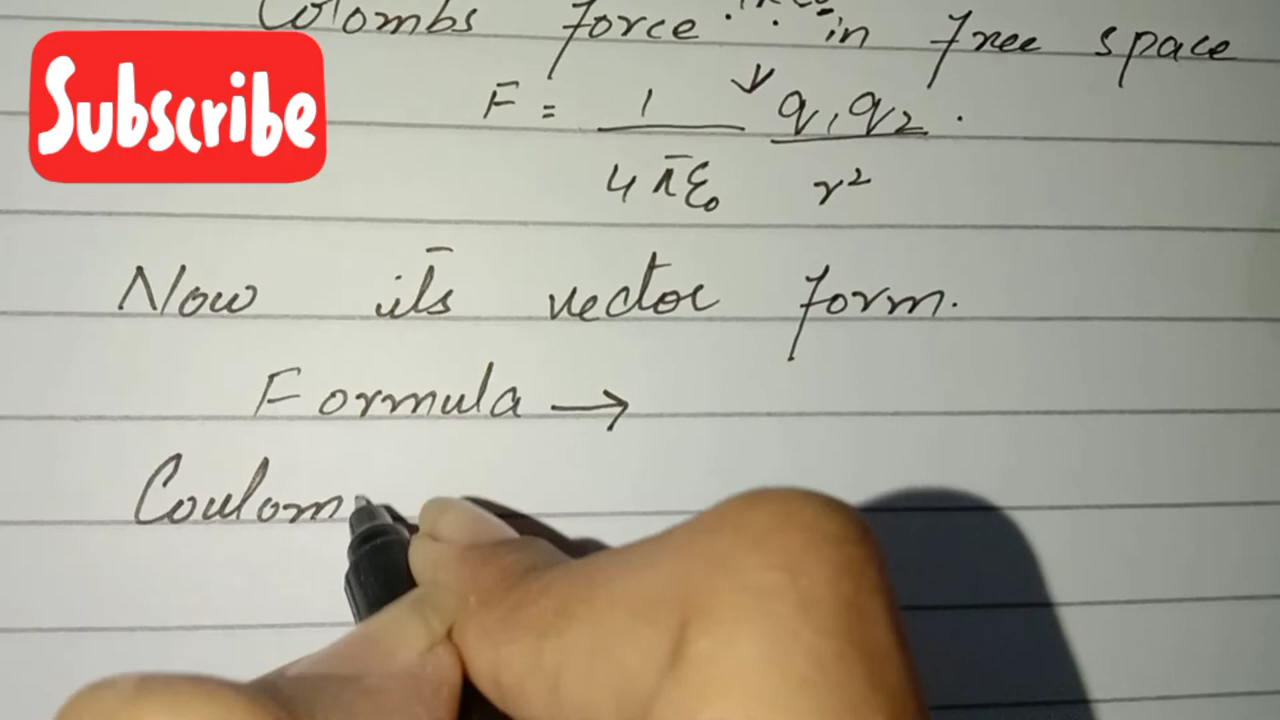 Colombs force in free space
Subscribe
F = 1 / 4πε₀ q₁q₂ / r²
Now its vector form.
Formula →
Coulom